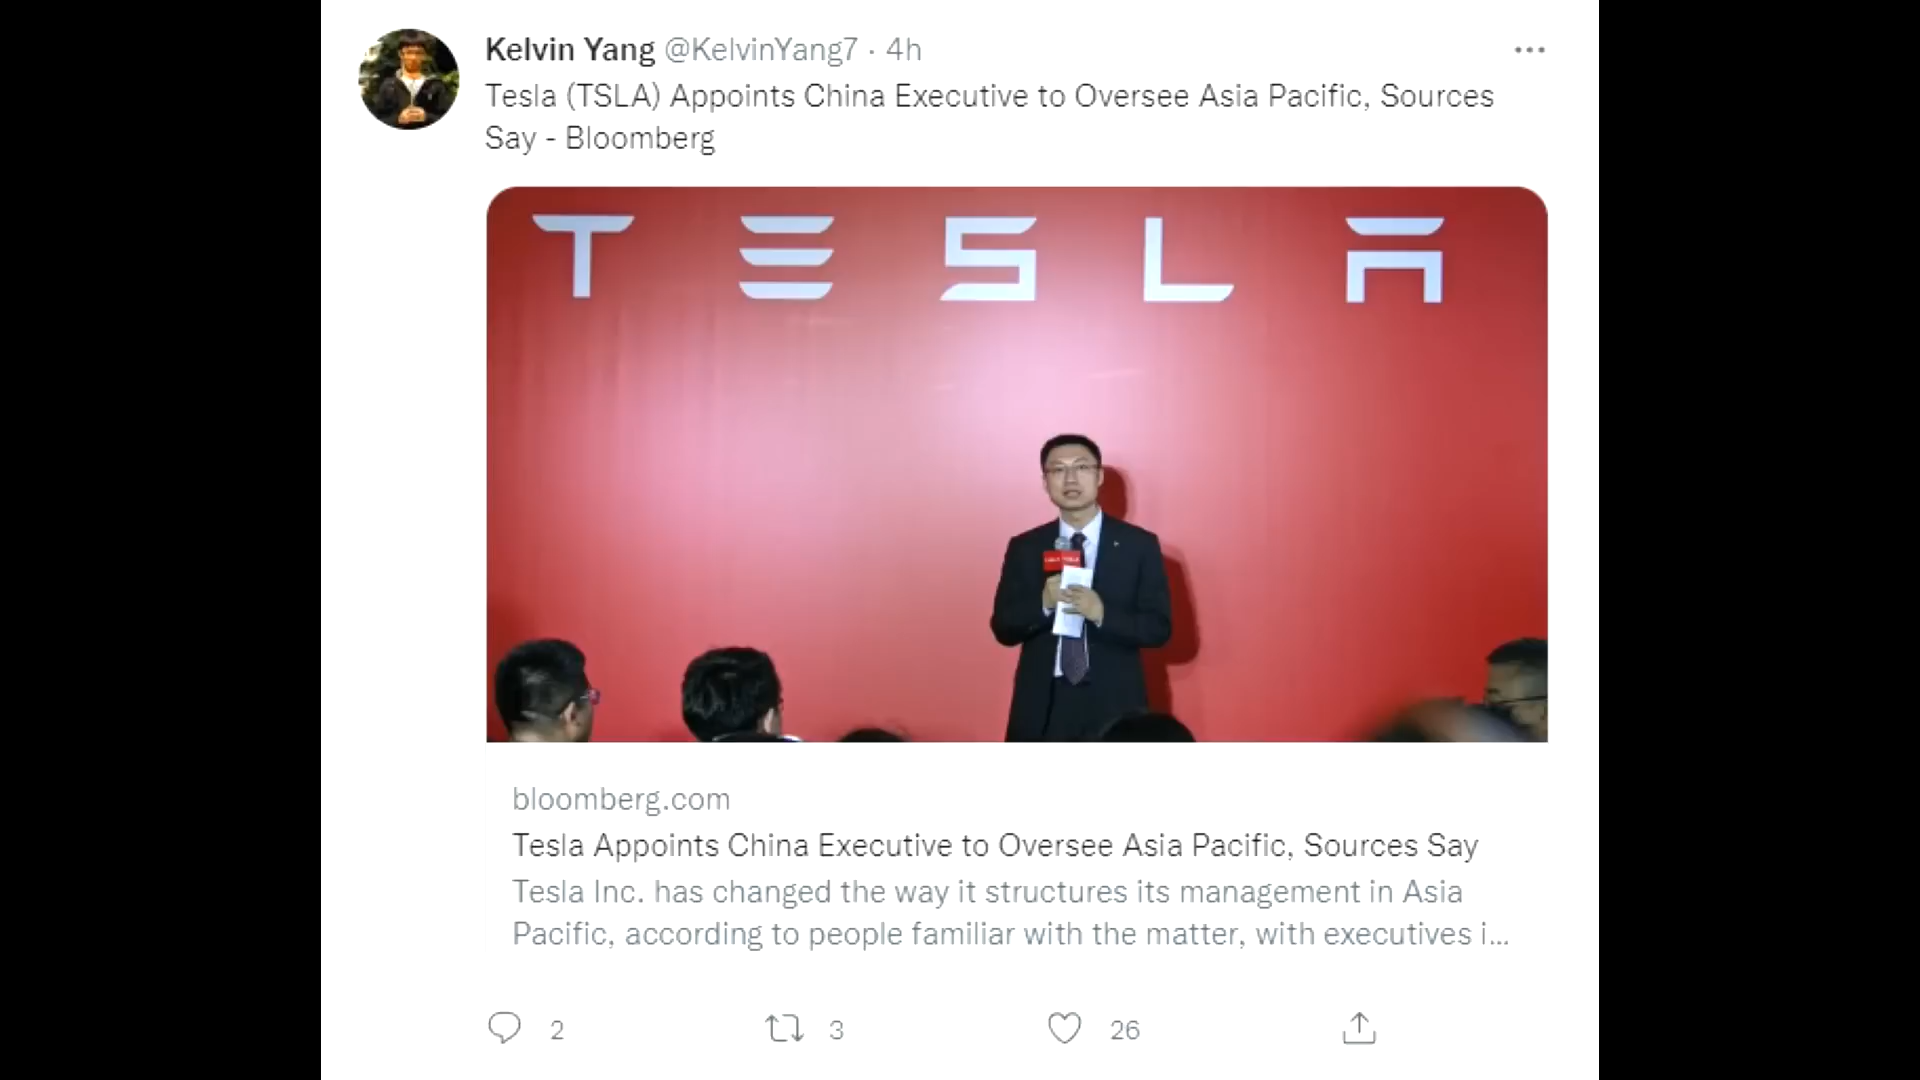 Kelvin Yang @KelvinYang7 · 4h
Tesla (TSLA) Appoints China Executive to Oversee Asia Pacific, Sources
Say - Bloomberg
TESLA
bloomberg.com
Tesla Appoints China Executive to Oversee Asia Pacific, Sources Say
Tesla Inc. has changed the way it structures its management in Asia
Pacific, according to people familiar with the matter, with executives i...
2 3 26